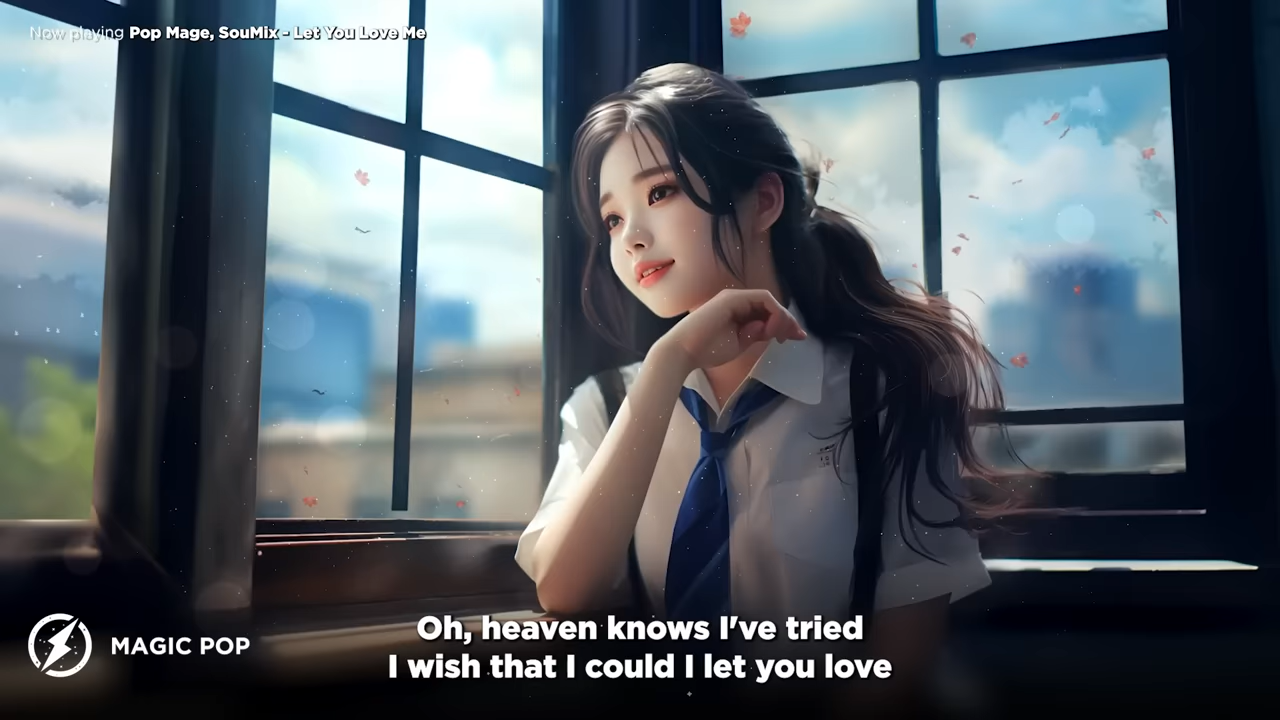 Now playing Pop Mage, SouMix - Let You Love Me
Oh, heaven knows I've tried
I wish that I could I let you love
MAGIC POP